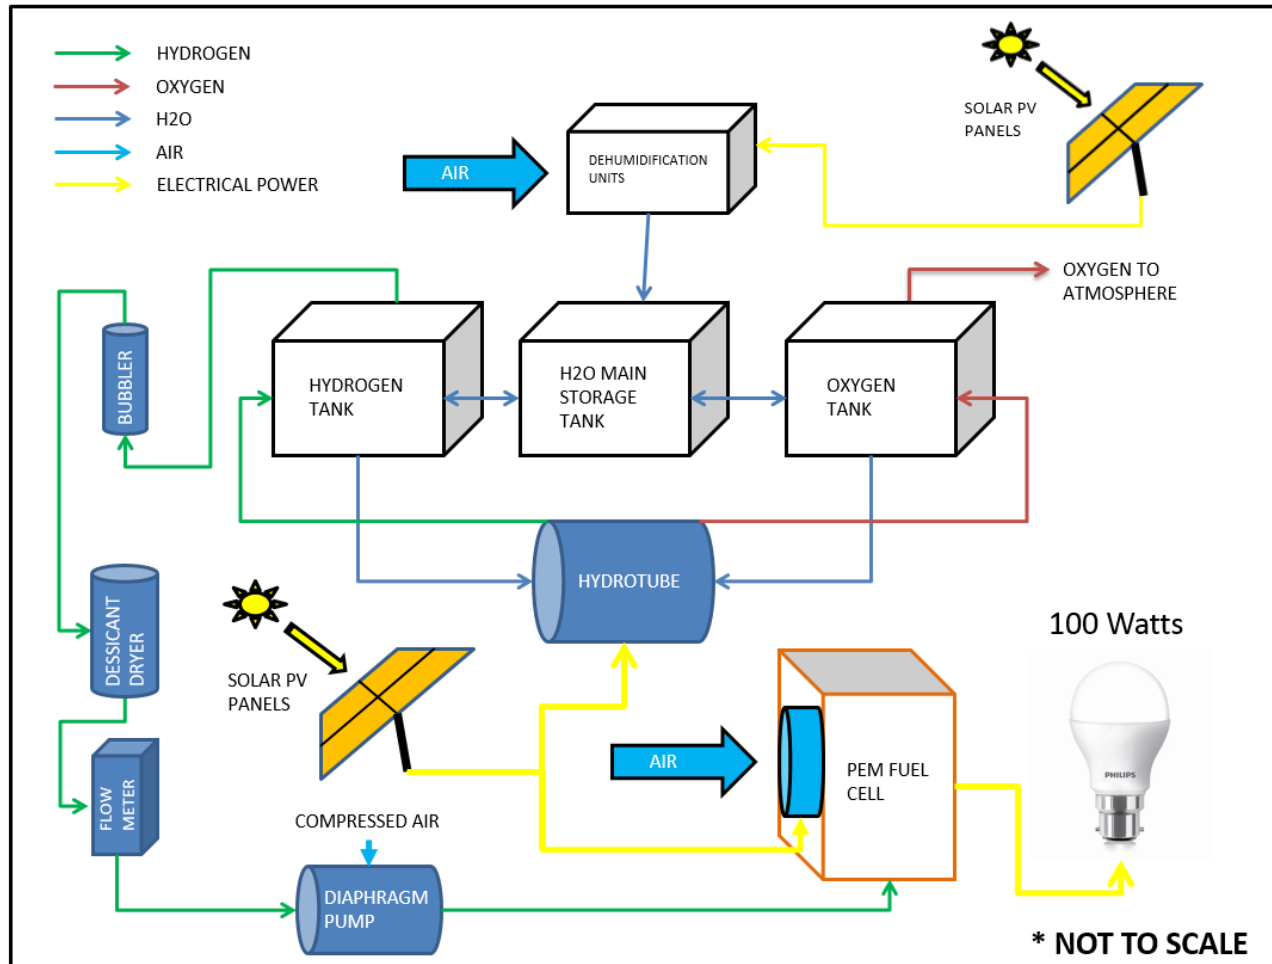 HYDROGEN
OXYGEN
H2O
AIR
ELECTRICAL POWER
SOLAR PV
PANELS
AIR
DEHUMIDIFICATION
UNITS
OXYGEN TO
ATMOSPHERE
BUBBLER
HYDROGEN
TANK
H2O MAIN
STORAGE
TANK
OXYGEN
TANK
HYDROTUBE
DESSICANT
DRYER
SOLAR PV
PANELS
100 Watts
AIR
PEM FUEL
CELL
PHILIPS
FLOW
METER
COMPRESSED AIR
DIAPHRAGM
PUMP
* NOT TO SCALE